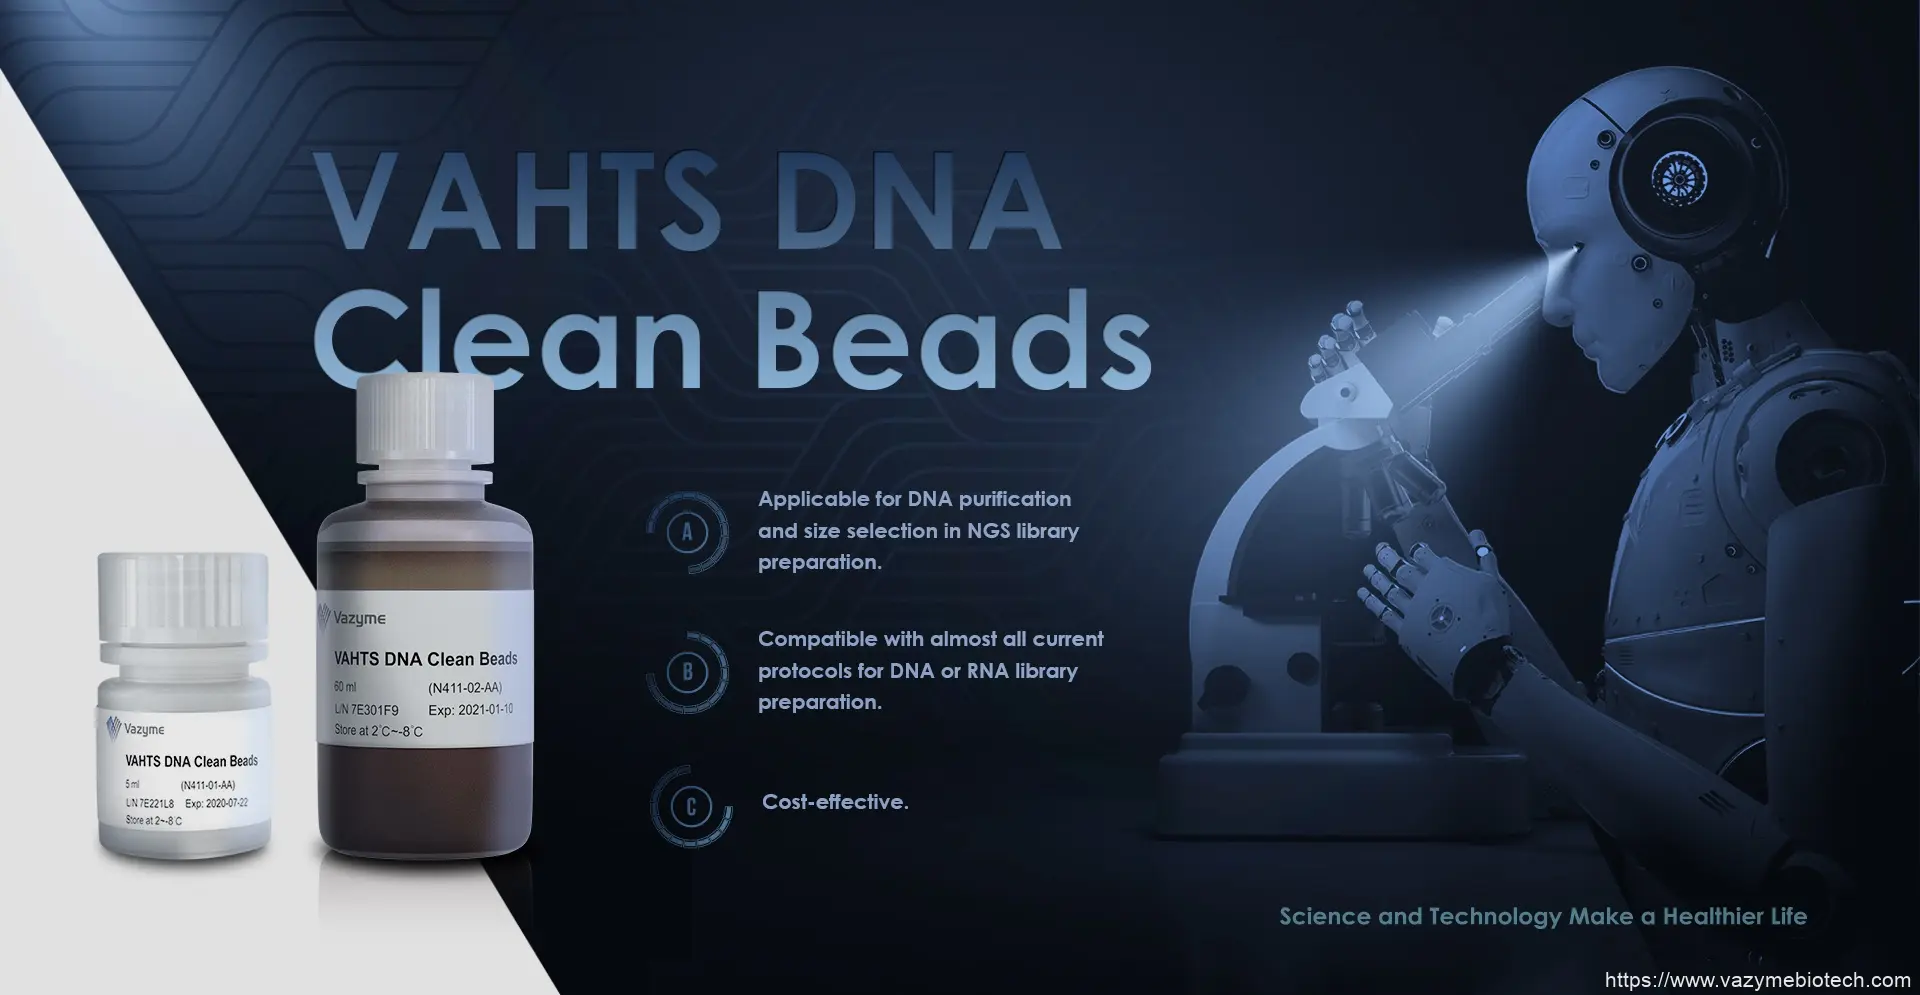 VAHTS DNA
Clean Beads
A
Applicable for DNA purification
and size selection in NGS library
preparation.
B
Compatible with almost all current
protocols for DNA or RNA library
preparation.
C
Cost-effective.
Vazyme
VAHTS DNA Clean Beads
60 ml (N411-02-AA)
L/N 7E301F9 Exp: 2021-01-10
Store at 2°C~-8°C
Vazyme
VAHTS DNA Clean Beads
5 ml (N411-01-AA)
L/N 7E221L8 Exp: 2020-07-22
Store at 2~-8°C
Science and Technology Make a Healthier Life
https://www.vazymebiotech.com